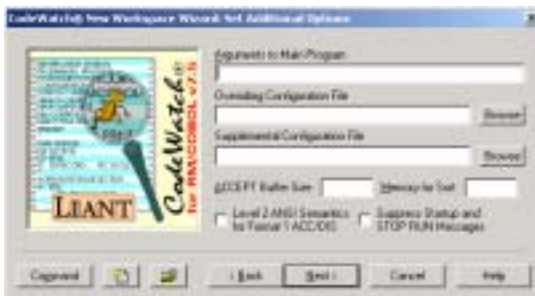 CodeWatch® New Workspace Wizard Set Additional Options
Arguments to Main Program
Overriding Configuration File
Browse
Supplemental Configuration File
Browse
ACCEPT Buffer Size
Memory for Sort
Level 2 ANSI Semantics
for Format 1 ACC/DIS
Suppress Startup and
STOP RUN Messages
LIANT
CodeWatch®
for RM/COBOL v7.5
Command
< Back
Next >
Cancel
Help